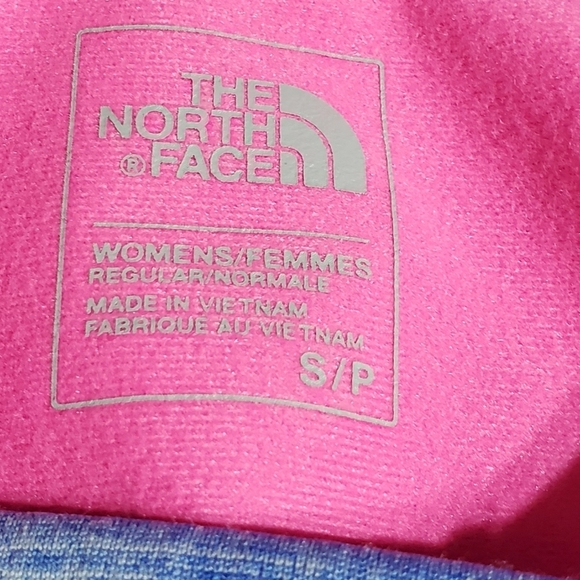 THE
NORTH
® FACE
WOMENS/FEMMES
REGULAR/NORMALE
MADE IN VIETNAM
FABRIQUE AU VIETNAM
S/P